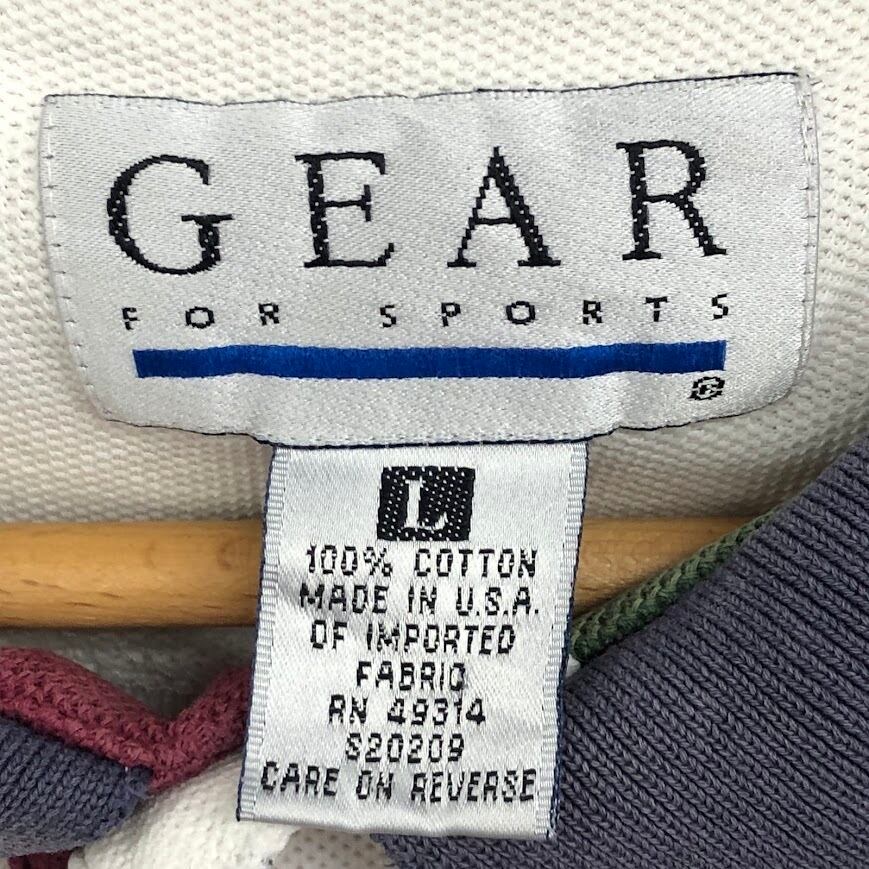 GEAR
FOR SPORTS
®
L
100% COTTON
MADE IN U.S.A.
OF IMPORTED
FABRIC
RN 49314
S20209
CARE ON REVERSE